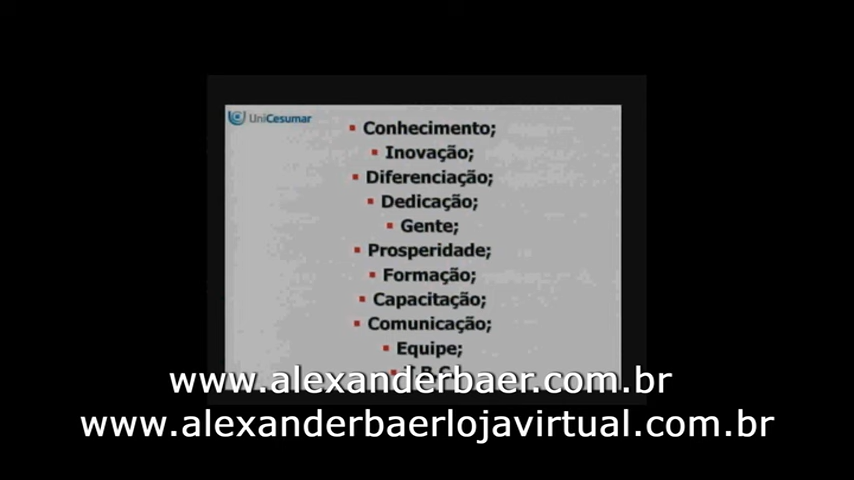 UniCesumar
Conhecimento;
Inovação;
Diferenciação;
Dedicação;
Gente;
Prosperidade;
Formação;
Capacitação;
Comunicação;
Equipe;
www.alexanderbaer.com.br
www.alexanderbaerlojavirtual.com.br